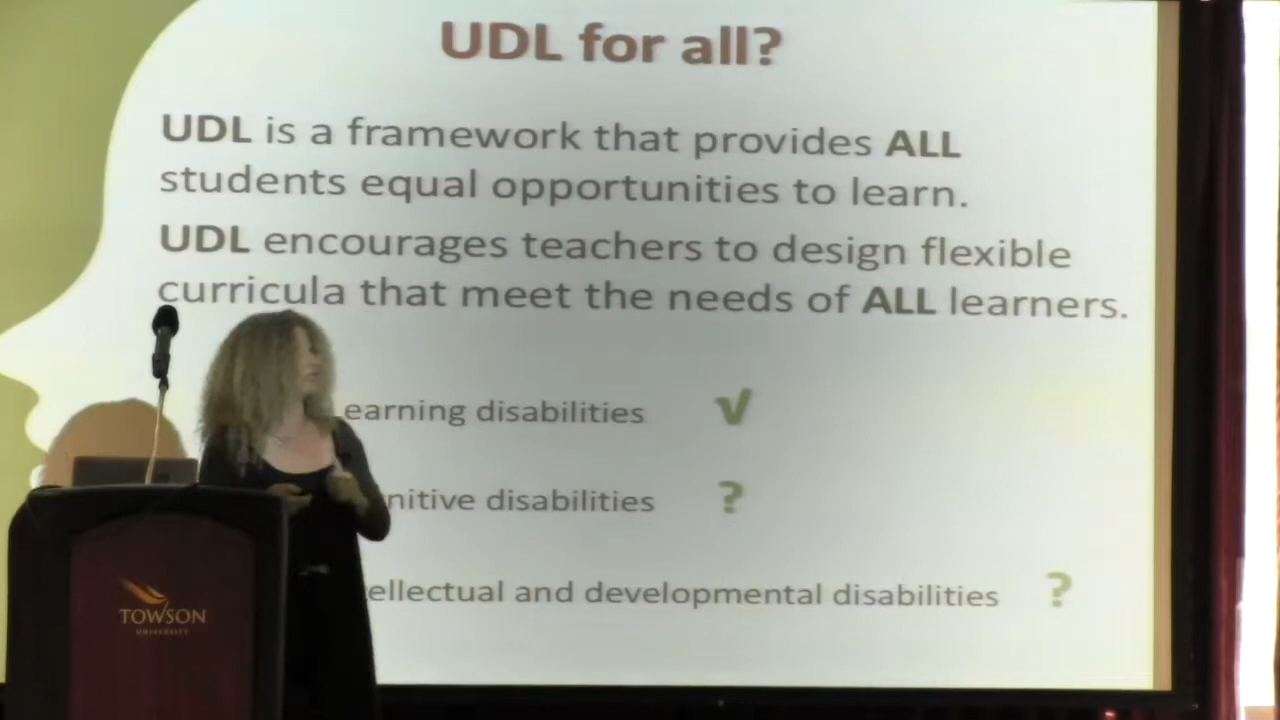 UDL for all?
UDL is a framework that provides ALL
students equal opportunities to learn.
UDL encourages teachers to design flexible
curricula that meet the needs of ALL learners.
earning disabilities √
nitive disabilities ?
ellectual and developmental disabilities ?
TOWSON
UNIVERSITY